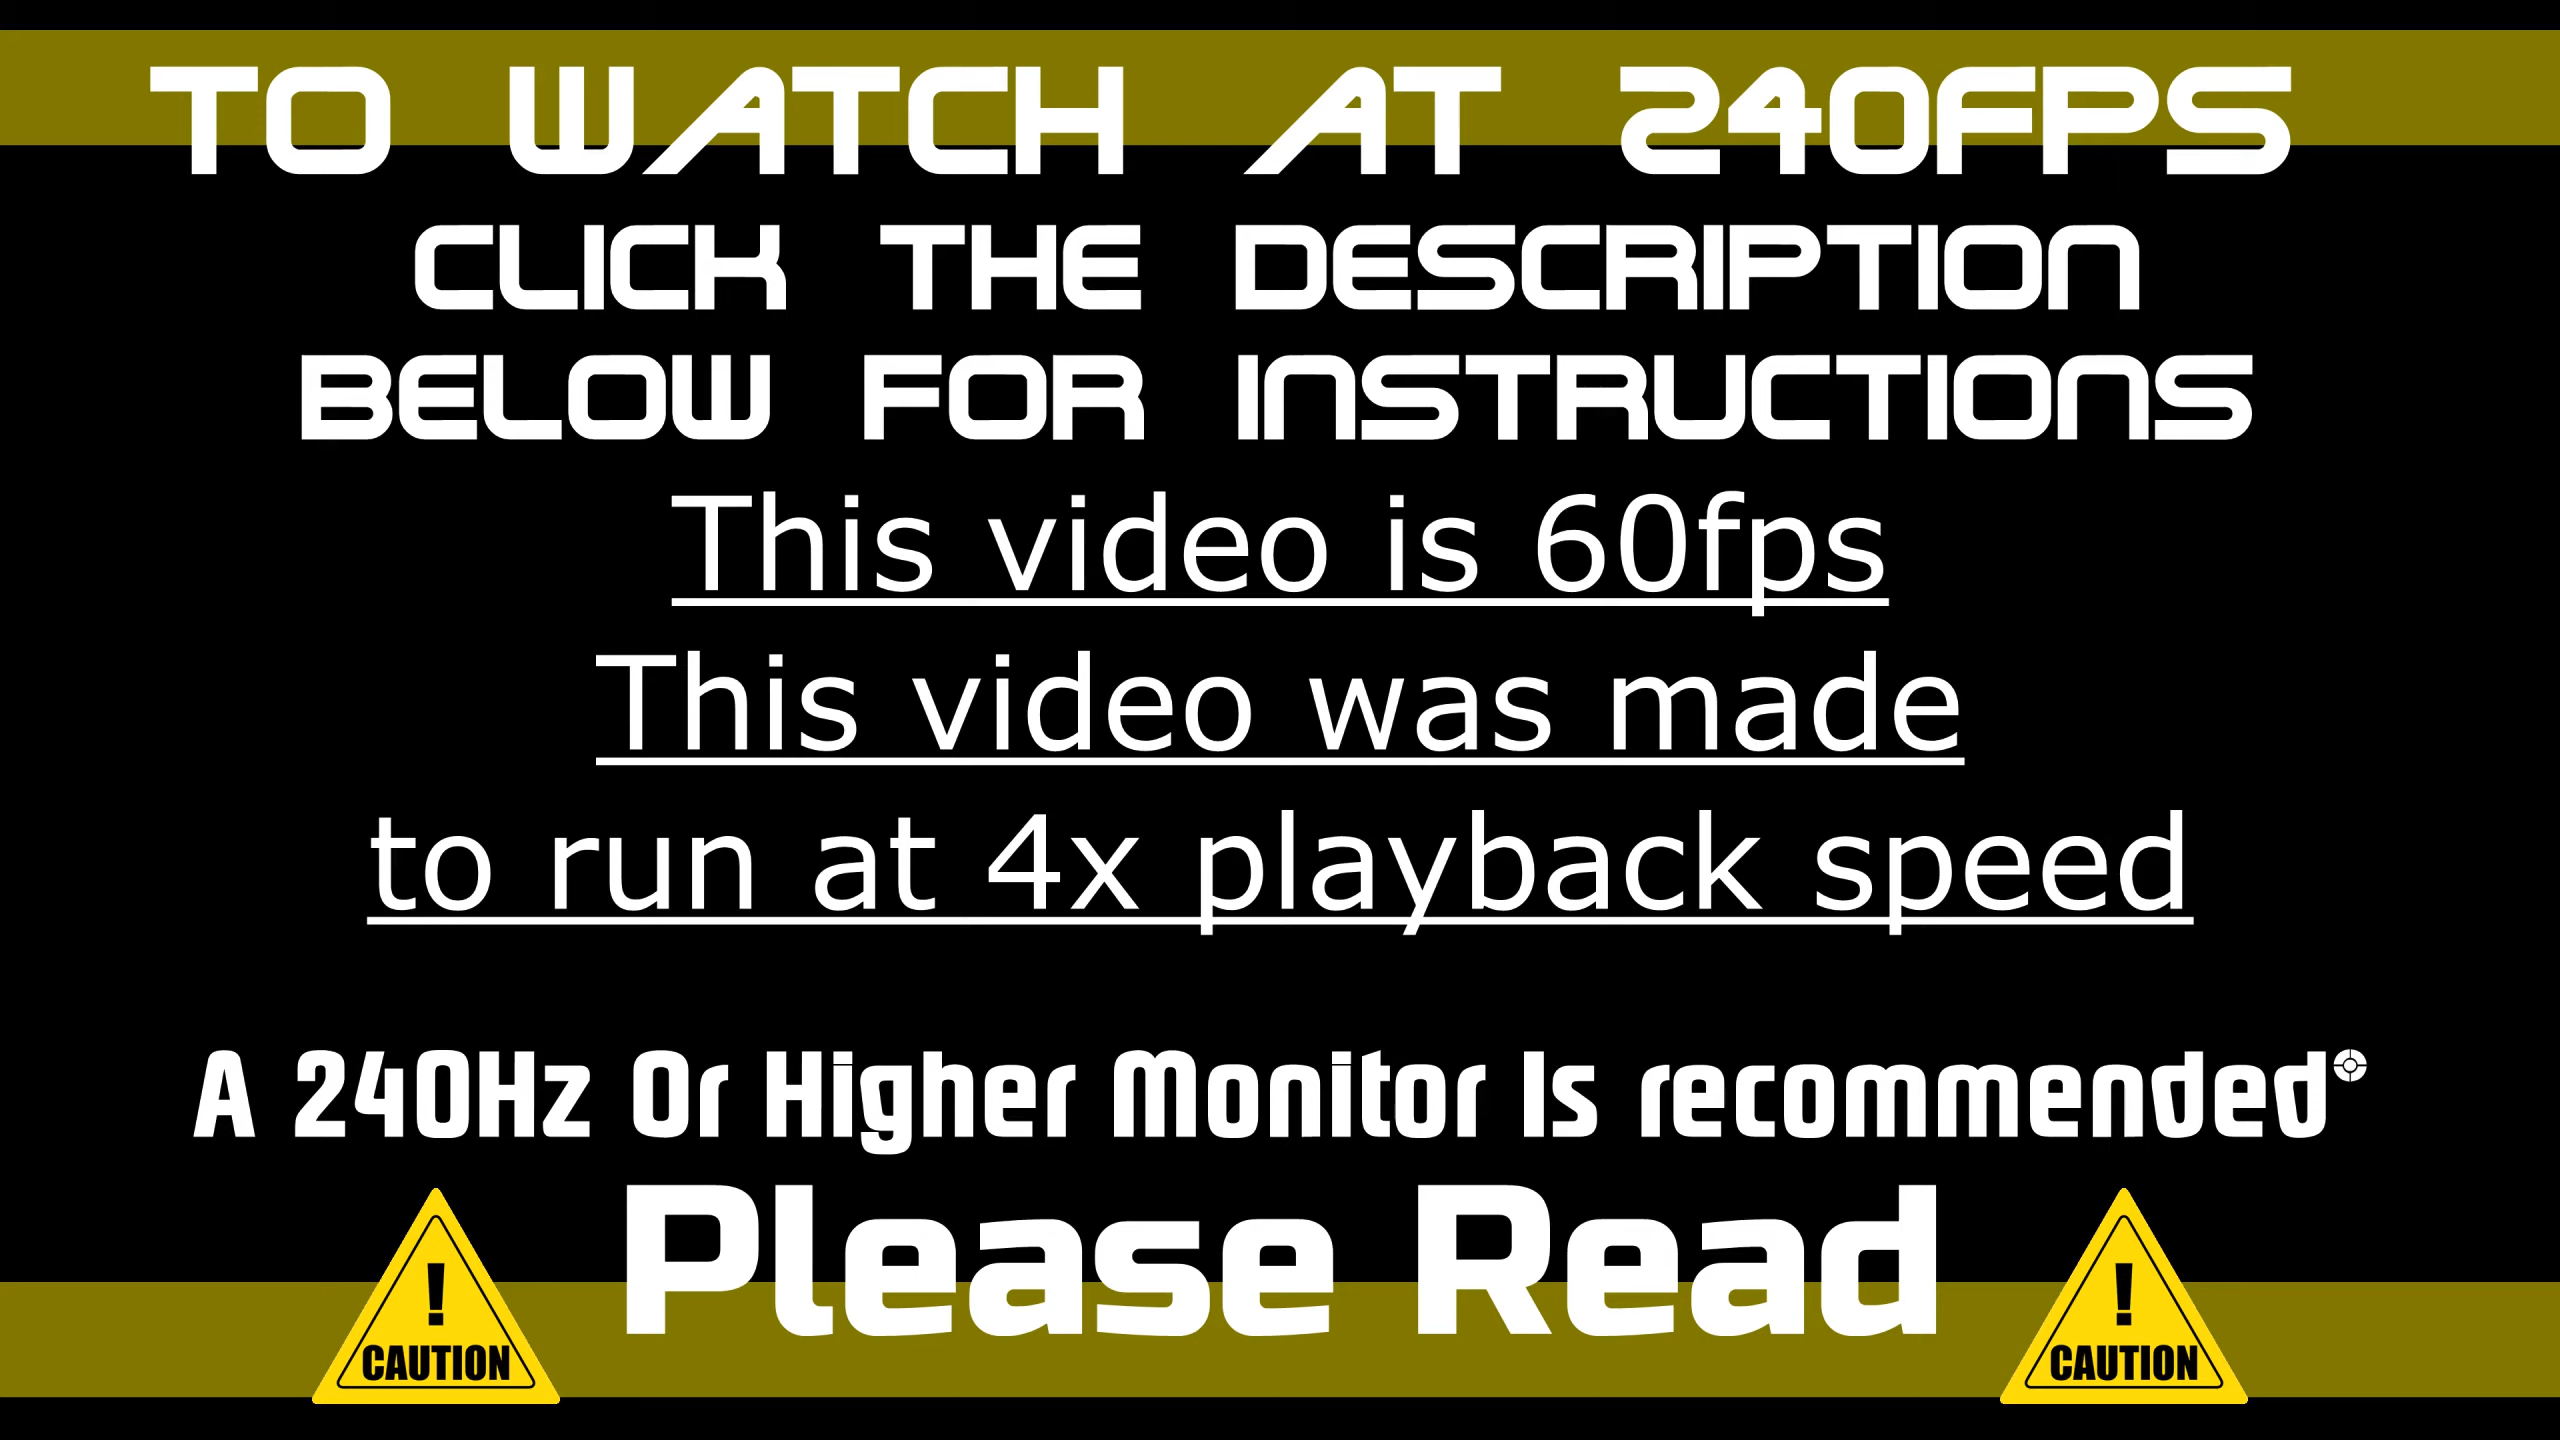 TO WATCH AT 240FPS
CLICK THE DESCRIPTION
BELOW FOR INSTRUCTIONS
This video is 60fps
This video was made
to run at 4x playback speed
A 240Hz Or Higher Monitor Is recommended
Please Read
! CAUTION
! CAUTION